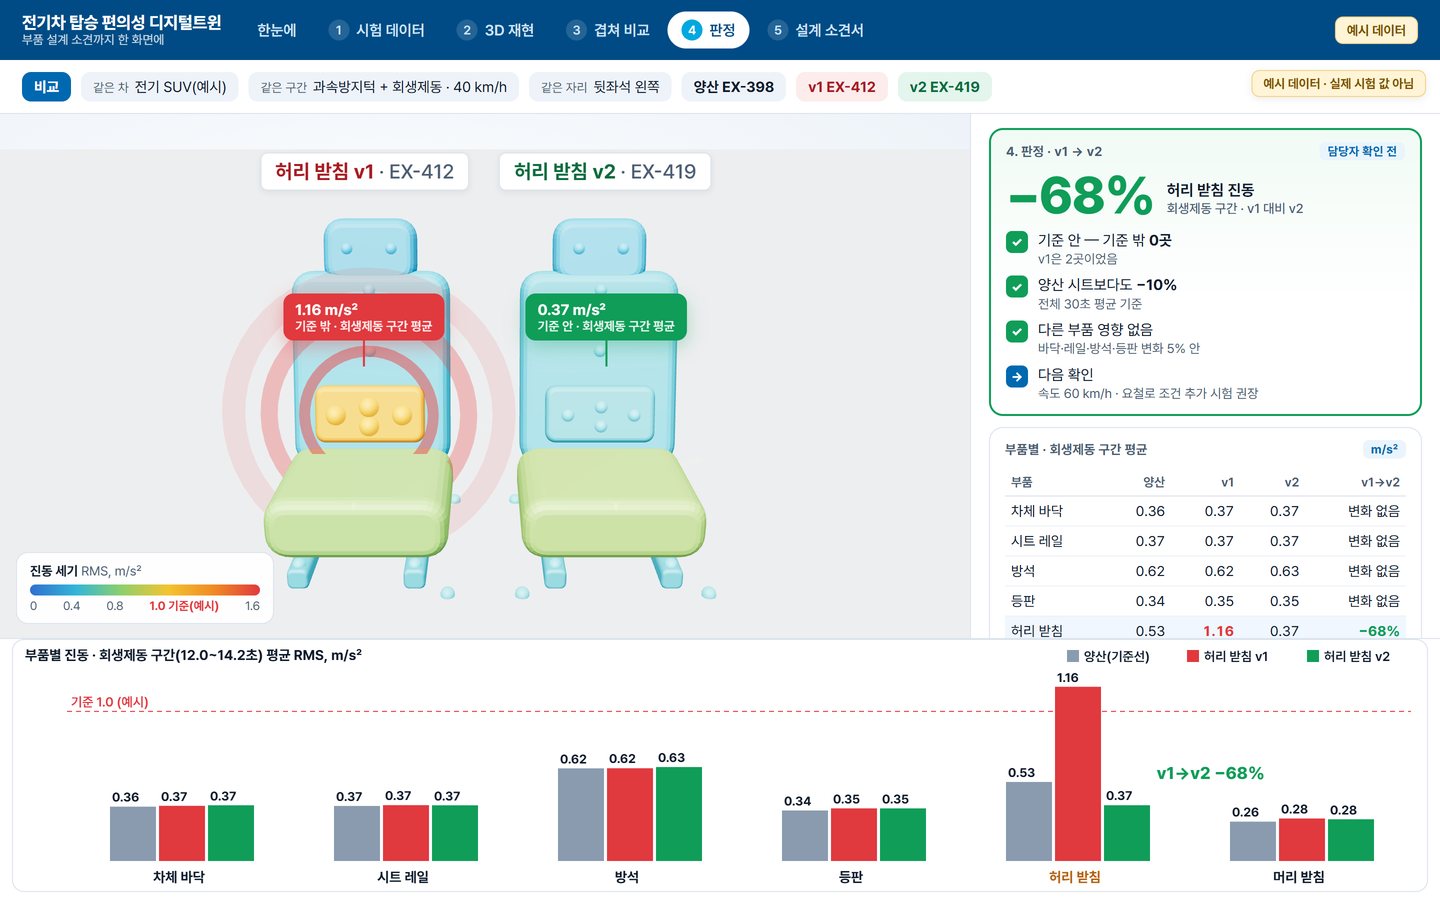 전기차 탑승 편의성 디지털트윈
부품 설계 소견까지 한 화면에
한눈에
1 시험 데이터
2 3D 재현
3 겹쳐 비교
4 판정
5 설계 소견서
예시 데이터
비교
같은 차 전기 SUV(예시)
같은 구간 과속방지턱 + 회생제동 · 40 km/h
같은 자리 뒷좌석 왼쪽
양산 EX-398
v1 EX-412
v2 EX-419
예시 데이터 · 실제 시험 값 아님
허리 받침 v1 · EX-412
허리 받침 v2 · EX-419
1.16 m/s²
기준 밖 · 회생제동 구간 평균
0.37 m/s²
기준 안 · 회생제동 구간 평균
진동 세기 RMS, m/s²
0 0.4 0.8 1.0 기준(예시) 1.6
4. 판정 · v1 → v2
담당자 확인 전
−68%
허리 받침 진동
회생제동 구간 · v1 대비 v2
기준 안 — 기준 밖 0곳
v1은 2곳이었음
양산 시트보다도 −10%
전체 30초 평균 기준
다른 부품 영향 없음
바닥·레일·방석·등판 변화 5% 안
다음 확인
속도 60 km/h · 요철로 조건 추가 시험 권장
부품별 · 회생제동 구간 평균
m/s²
부품 양산 v1 v2 v1→v2
차체 바닥 0.36 0.37 0.37 변화 없음
시트 레일 0.37 0.37 0.37 변화 없음
방석 0.62 0.62 0.63 변화 없음
등판 0.34 0.35 0.35 변화 없음
허리 받침 0.53 1.16 0.37 −68%
부품별 진동 · 회생제동 구간(12.0~14.2초) 평균 RMS, m/s²
양산(기준선)
허리 받침 v1
허리 받침 v2
기준 1.0 (예시)
0.36 0.37 0.37
0.37 0.37 0.37
0.62 0.62 0.63
0.34 0.35 0.35
0.53 1.16 0.37
v1→v2 −68%
0.26 0.28 0.28
차체 바닥
시트 레일
방석
등판
허리 받침
머리 받침